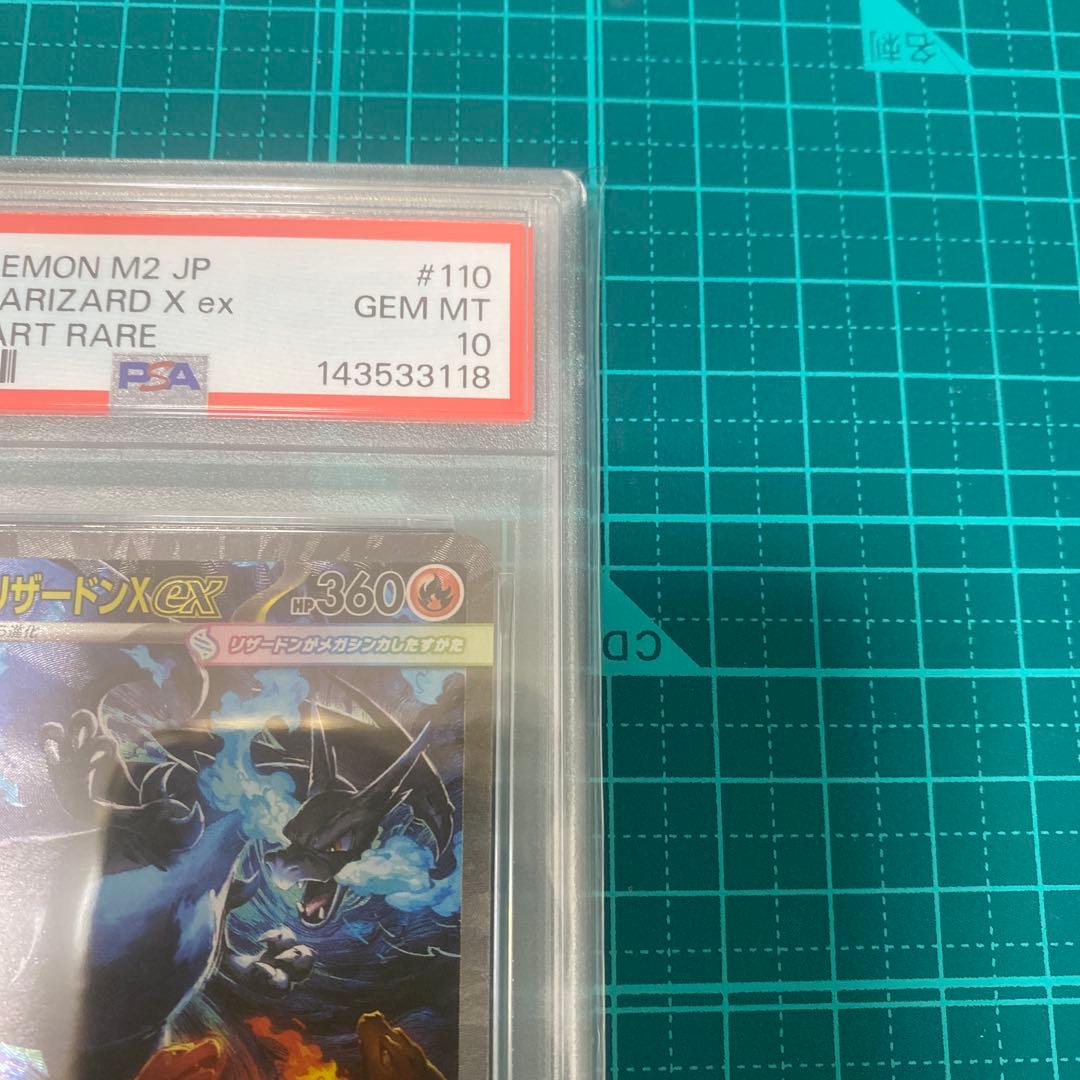 EMON M2 JP #110
ARIZARD X ex GEM MT
ART RARE 10
PSA 143533118
リザードンXex HP360
進化
リザードンがメガシンカしたすがた
名刺
CD